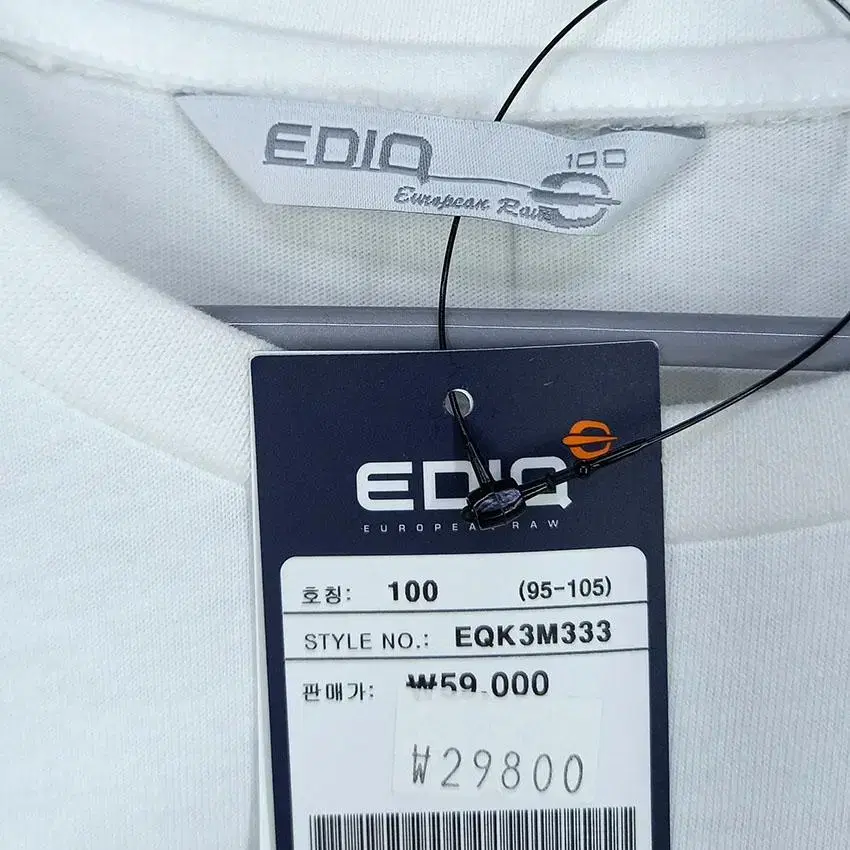 EDIQ
100
European Raw
EDIQ
EUROPEAN RAW
호칭: 100 (95-105)
STYLE NO.: EQK3M333
판매가: ₩59,000
₩29800